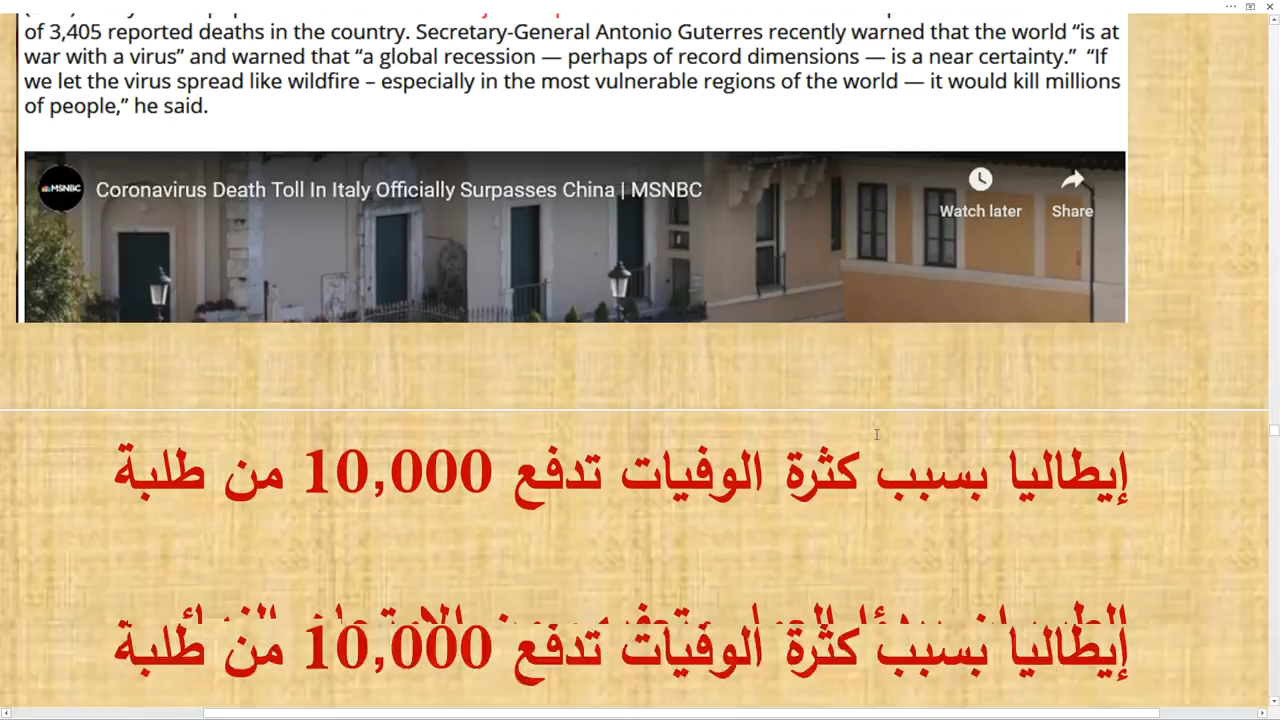 of 3,405 reported deaths in the country. Secretary-General Antonio Guterres recently warned that the world “is at
war with a virus” and warned that “a global recession — perhaps of record dimensions — is a near certainty.” “If
we let the virus spread like wildfire – especially in the most vulnerable regions of the world — it would kill millions
of people,” he said.
MSNBC
Coronavirus Death Toll In Italy Officially Surpasses China | MSNBC
Watch later
Share
إيطاليا بسبب كثرة الوفيات تدفع 10,000 من طلبة
إيطاليا بسبب كثرة الوفيات تدفع 10,000 من طلبة